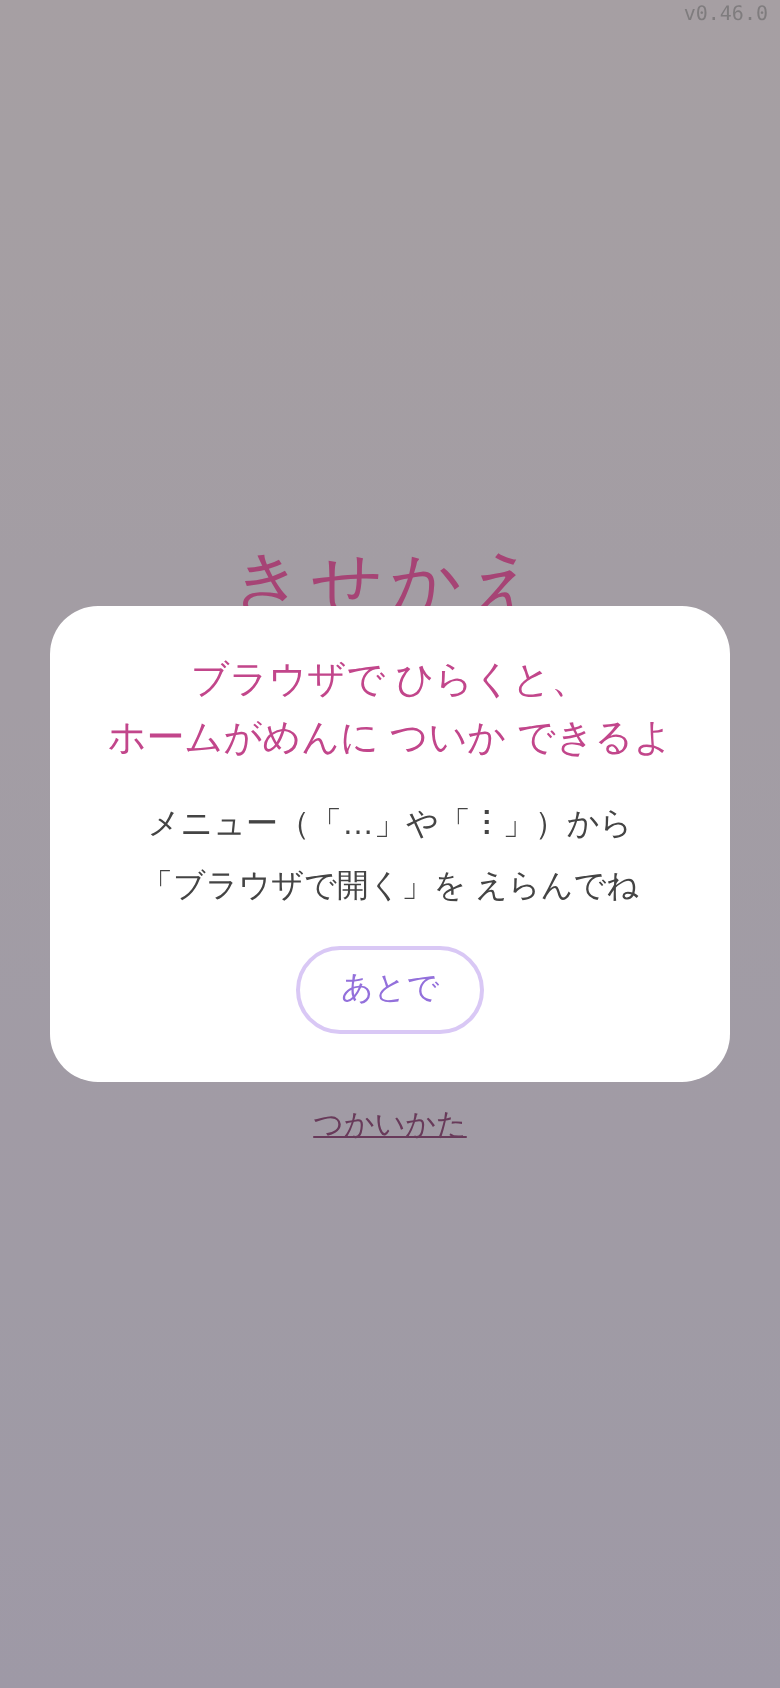 v0.46.0
きせかえ
ブラウザで ひらくと、
ホームがめんに ついか できるよ
メニュー（「…」や「⋮」）から
「ブラウザで開く」を えらんでね
あとで
つかいかた